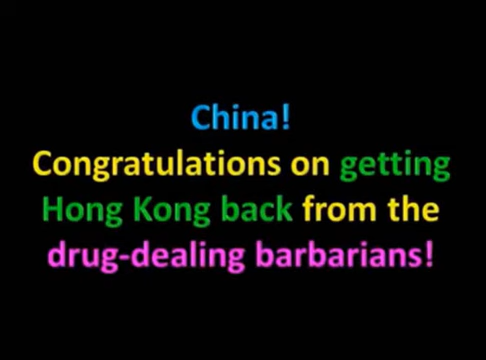 China!
Congratulations on getting
Hong Kong back from the
drug-dealing barbarians!